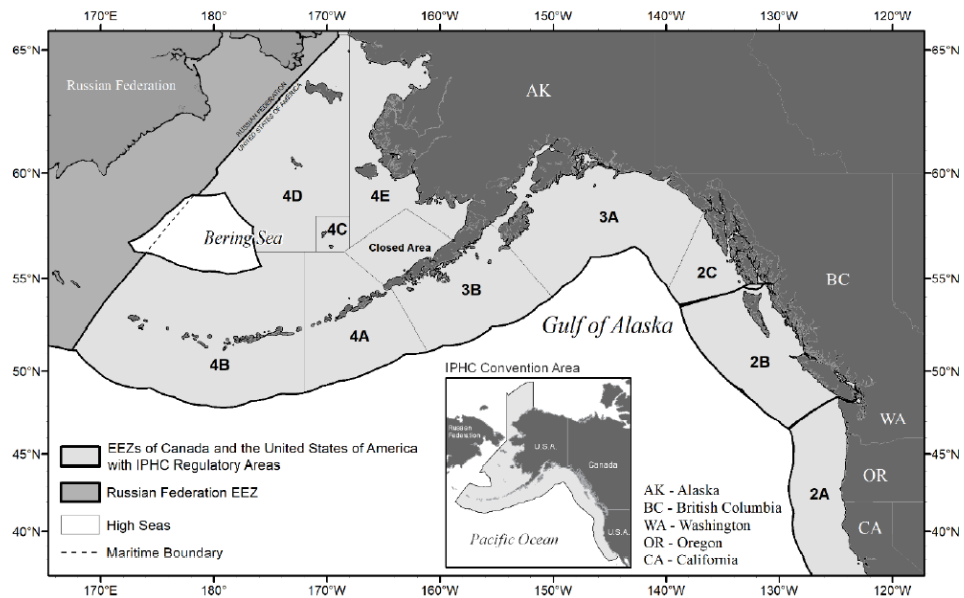 170°E 180° 170°W 160°W 150°W 140°W 130°W 120°W
65°N 65°N
Russian Federation
AK
RUSSIAN FEDERATION
UNITED STATES OF AMERICA
60°N 60°N
4D 4E
3A
4C
Bering Sea
Closed Area
2C
BC
55°N 55°N
3B
Gulf of Alaska
4A
4B
2B
50°N 50°N
IPHC Convention Area
WA
Russian
Federation
U.S.A.
Canada
EEZs of Canada and the United States of America
with IPHC Regulatory Areas
45°N 45°N
OR
Russian Federation EEZ
2A
AK - Alaska
BC - British Columbia
WA - Washington
OR - Oregon
CA - California
U.S.A.
High Seas
CA
40°N 40°N
Pacific Ocean
Maritime Boundary
170°E 180° 170°W 160°W 150°W 140°W 130°W 120°W